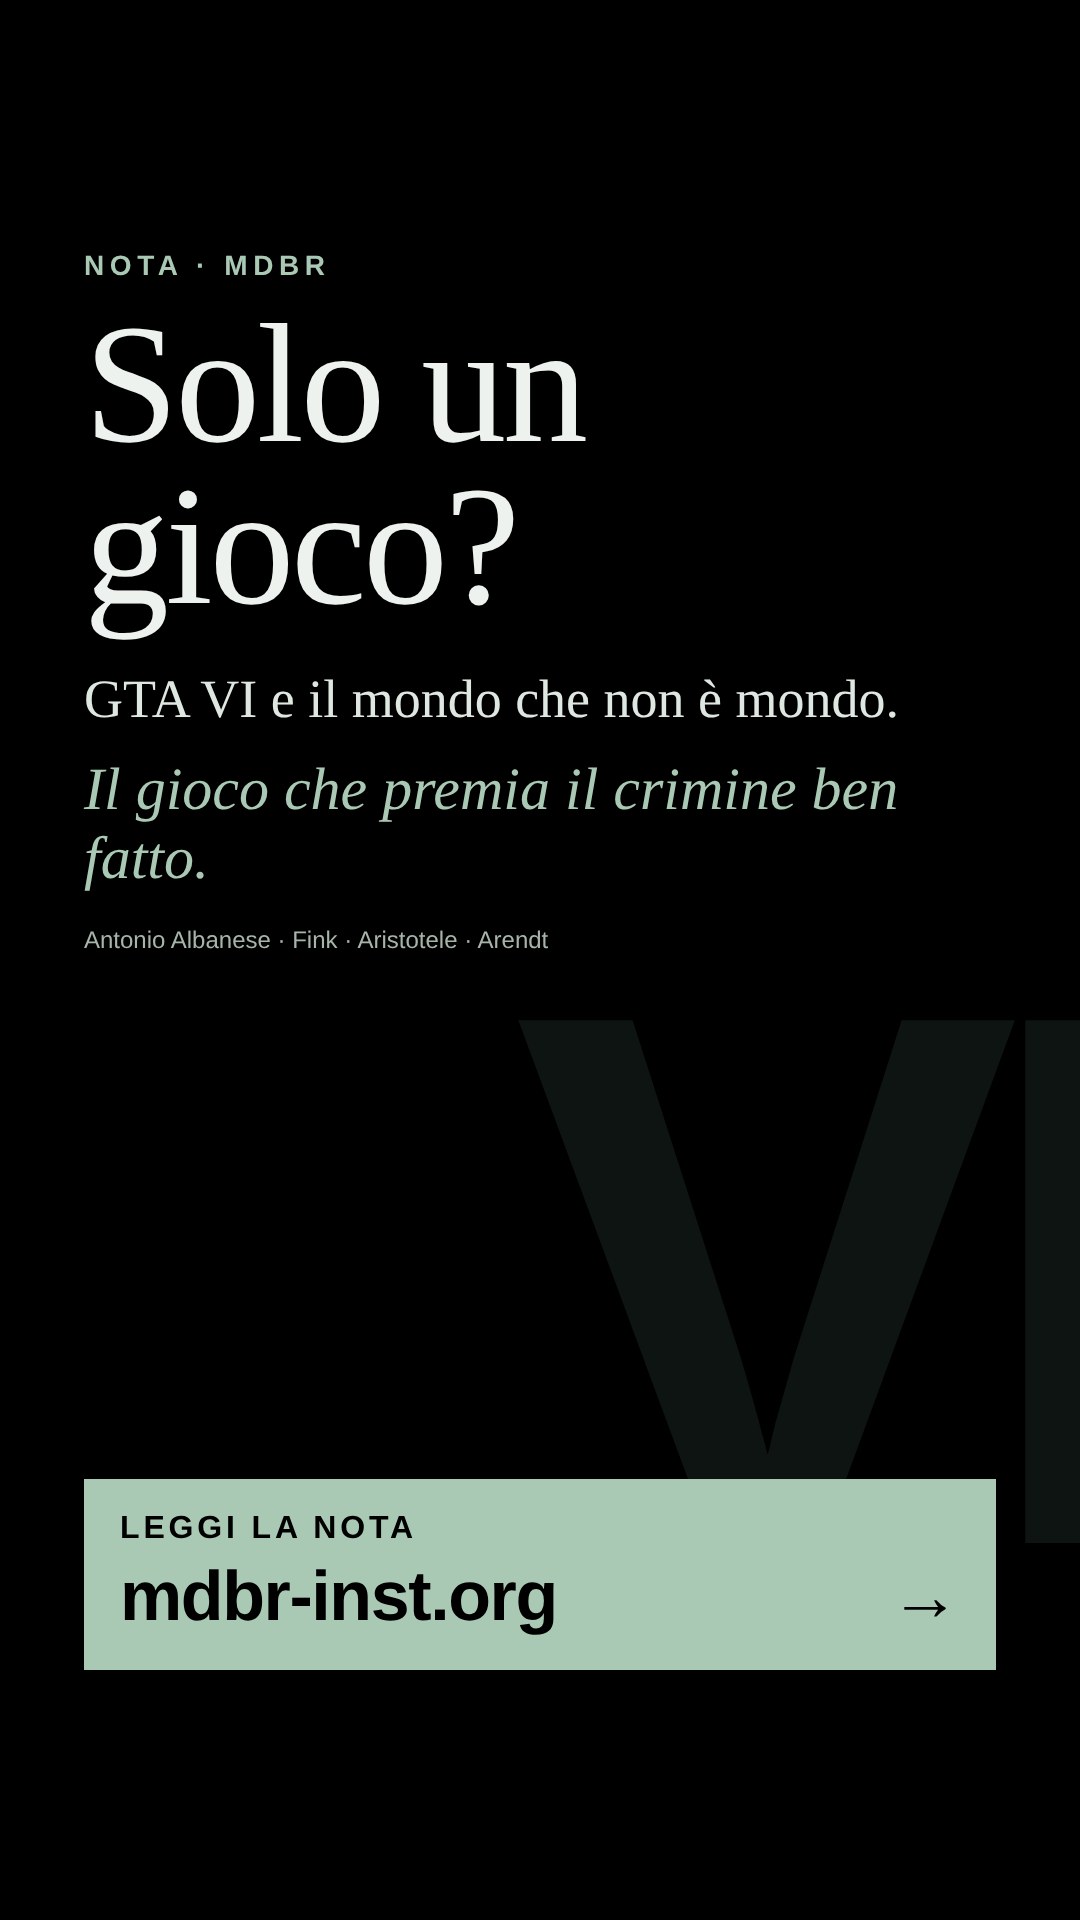 NOTA · MDBR
Solo un
gioco?
GTA VI e il mondo che non è mondo.
Il gioco che premia il crimine ben
fatto.
Antonio Albanese · Fink · Aristotele · Arendt
VI
LEGGI LA NOTA
mdbr-inst.org
→